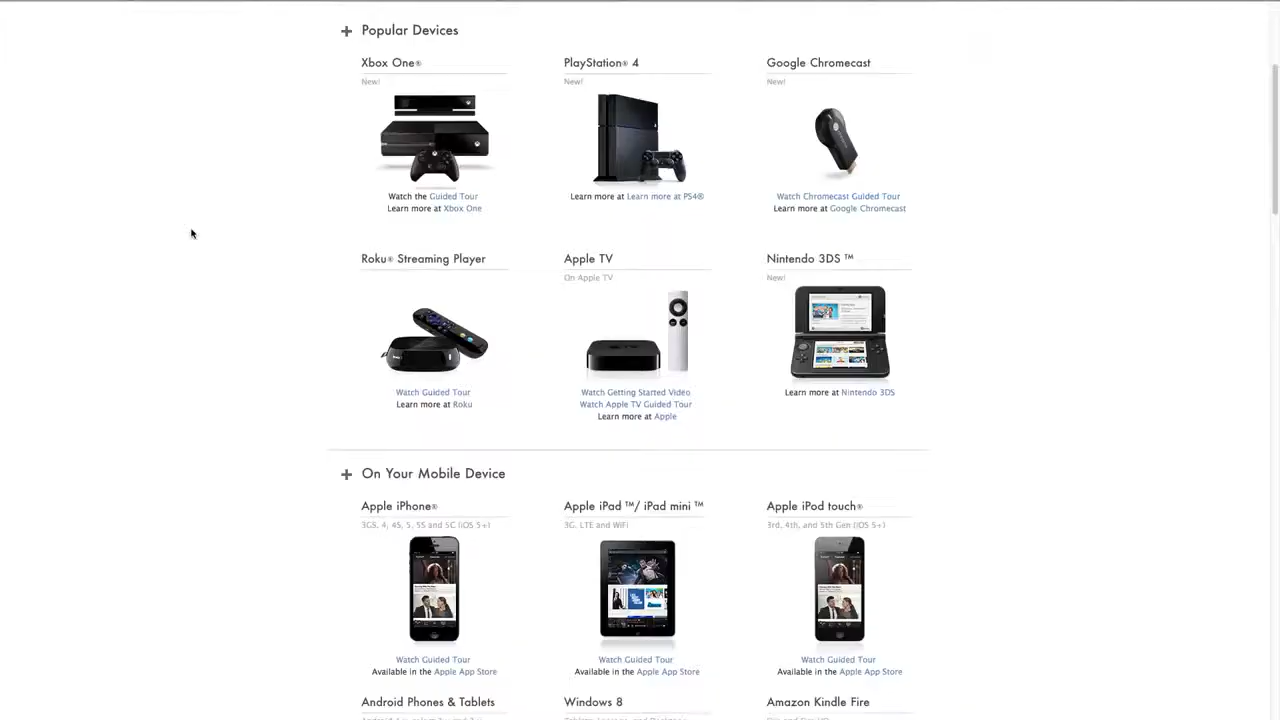 Popular Devices
Xbox One®
New!
Watch the Guided Tour
Learn more at Xbox One
PlayStation® 4
New!
Learn more at Learn more at PS4®
Google Chromecast
New!
Watch Chromecast Guided Tour
Learn more at Google Chromecast
Roku® Streaming Player
Watch Guided Tour
Learn more at Roku
Apple TV
On Apple TV
Watch Getting Started Video
Watch Apple TV Guided Tour
Learn more at Apple
Nintendo 3DS ™
New!
Learn more at Nintendo 3DS
On Your Mobile Device
Apple iPhone®
3GS, 4, 4S, 5, 5S and 5C (iOS 5+)
Watch Guided Tour
Available in the Apple App Store
Apple iPad ™/ iPad mini ™
3G, LTE and WiFi
Watch Guided Tour
Available in the Apple App Store
Apple iPod touch®
3rd, 4th, and 5th Gen (iOS 5+)
Watch Guided Tour
Available in the Apple App Store
Android Phones & Tablets
Windows 8
Amazon Kindle Fire